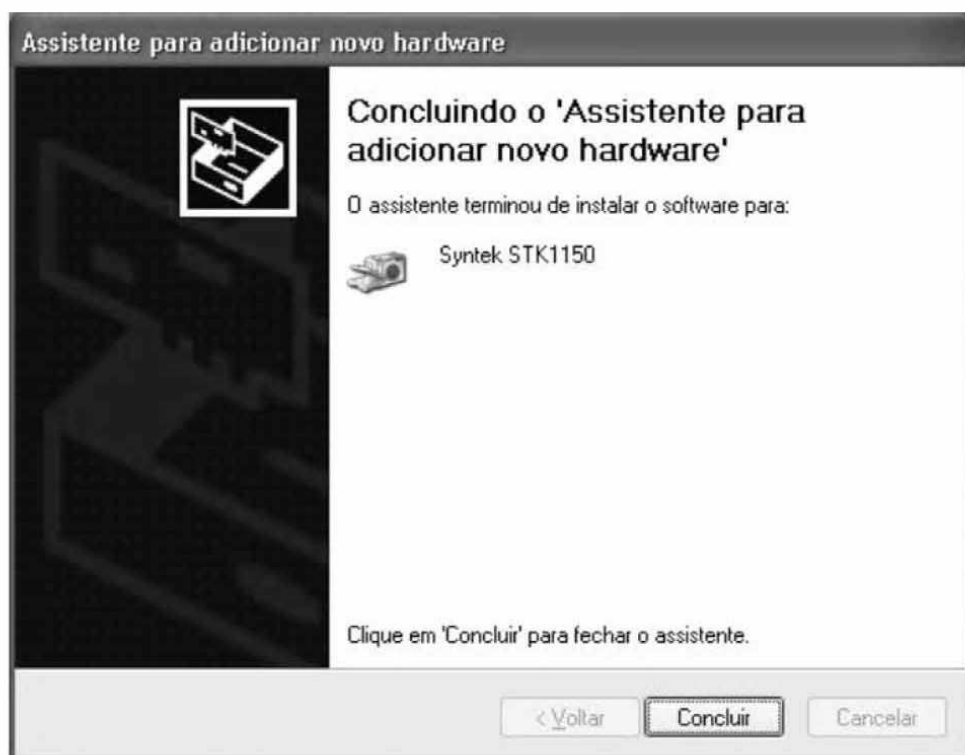 Assistente para adicionar novo hardware
Concluindo o 'Assistente para
adicionar novo hardware'
O assistente terminou de instalar o software para:
Syntek STK1150
Clique em 'Concluir' para fechar o assistente.
< Voltar
Concluir
Cancelar